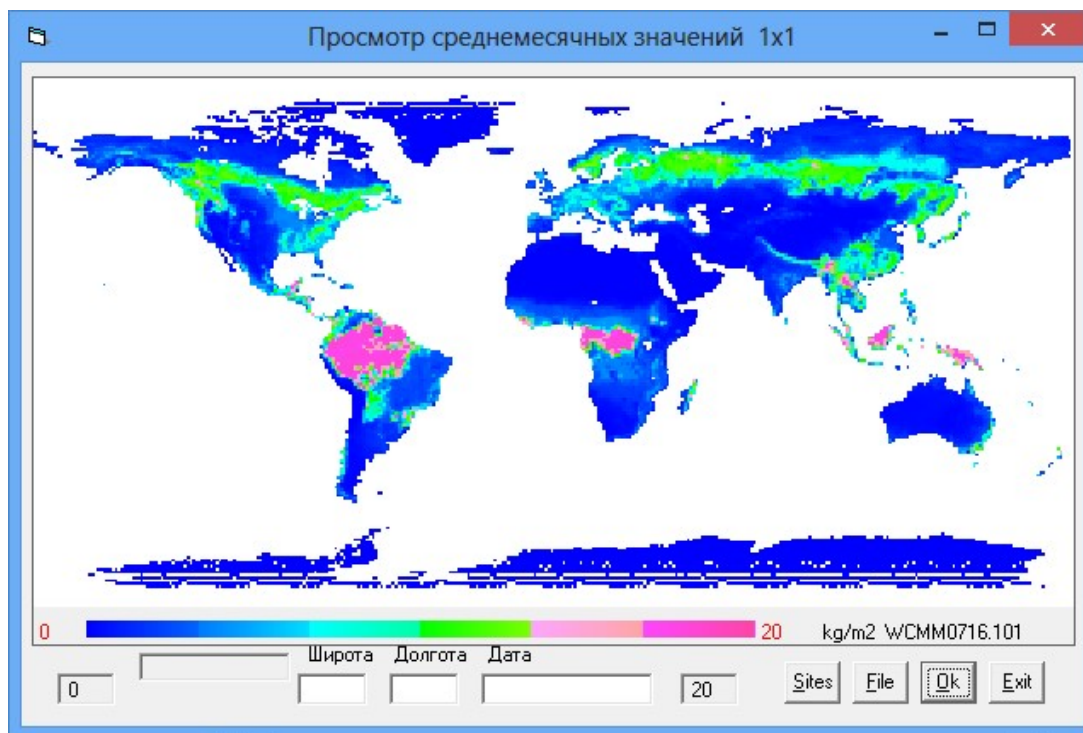 Просмотр среднемесячных значений 1x1
0
20 kg/m2 WCMM0716.101
Широта Долгота Дата
0
20 Sites File Ok Exit